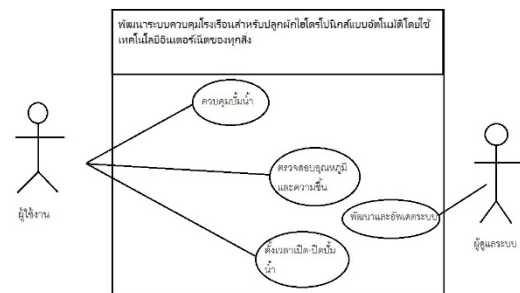 พัฒนาระบบควบคุมโรงเรือนสำหรับปลูกผักไฮโดรโปนิกส์แบบอัตโนมัติโดยใช้
เทคโนโลยีอินเตอร์เน็ตของทุกสิ่ง
ควบคุมปั้มน้ำ
ตรวจสอบอุณหภูมิ
และความชื้น
พัฒนาและอัพเดตระบบ
ผู้ใช้งาน
ผู้ดูแลระบบ
ตั้งเวลาเปิด-ปิดปั้ม
น้ำ